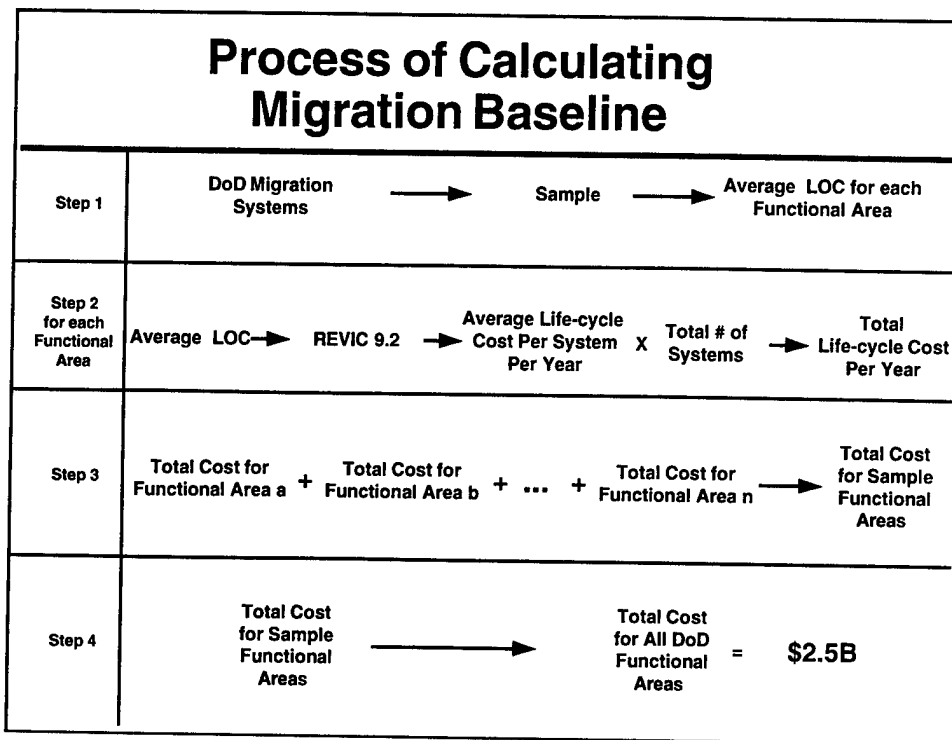 Process of Calculating
Migration Baseline
Step 1
DoD Migration
Systems
Sample
Average LOC for each
Functional Area
Step 2
for each
Functional
Area
Average LOC
REVIC 9.2
Average Life-cycle
Cost Per System
Per Year
X
Total # of
Systems
Total
Life-cycle Cost
Per Year
Step 3
Total Cost for
Functional Area a
+
Total Cost for
Functional Area b
+ ... +
Total Cost for
Functional Area n
Total Cost
for Sample
Functional
Areas
Step 4
Total Cost
for Sample
Functional
Areas
Total Cost
for All DoD
Functional
Areas
=
$2.5B